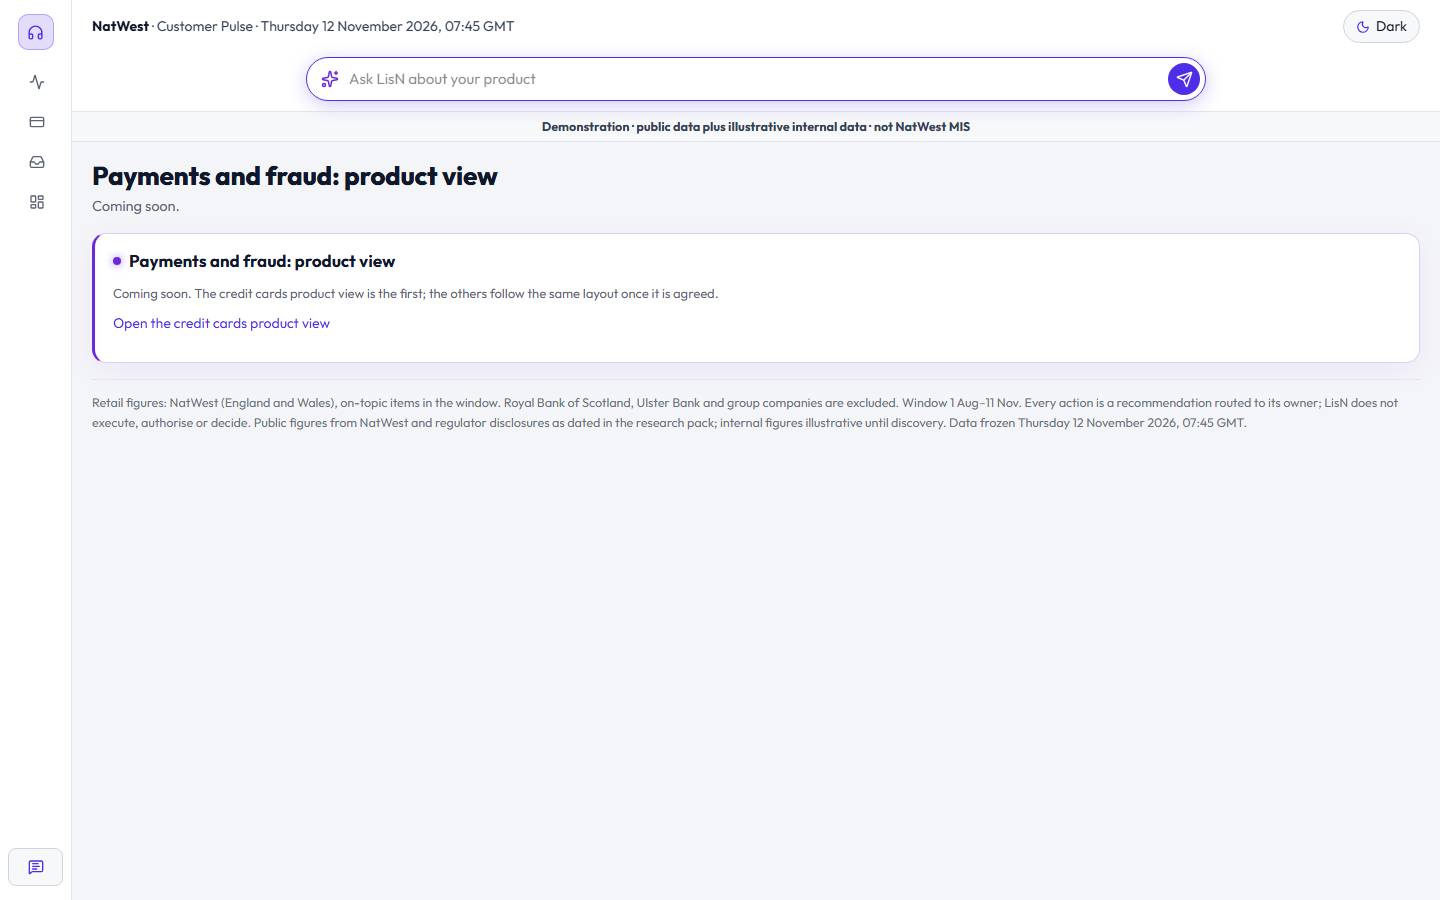 NatWest · Customer Pulse · Thursday 12 November 2026, 07:45 GMT
Dark
Ask LisN about your product
Demonstration · public data plus illustrative internal data · not NatWest MIS
Payments and fraud: product view
Coming soon.
Payments and fraud: product view
Coming soon. The credit cards product view is the first; the others follow the same layout once it is agreed.
Open the credit cards product view
Retail figures: NatWest (England and Wales), on-topic items in the window. Royal Bank of Scotland, Ulster Bank and group companies are excluded. Window 1 Aug–11 Nov. Every action is a recommendation routed to its owner; LisN does not
execute, authorise or decide. Public figures from NatWest and regulator disclosures as dated in the research pack; internal figures illustrative until discovery. Data frozen Thursday 12 November 2026, 07:45 GMT.